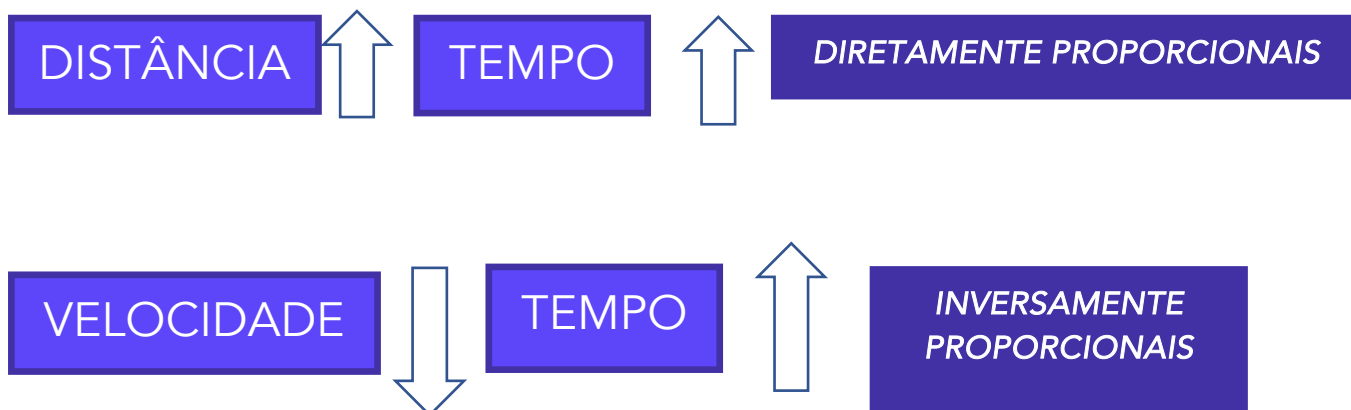 DISTÂNCIA TEMPO DIRETAMENTE PROPORCIONAIS
VELOCIDADE TEMPO INVERSAMENTE
PROPORCIONAIS